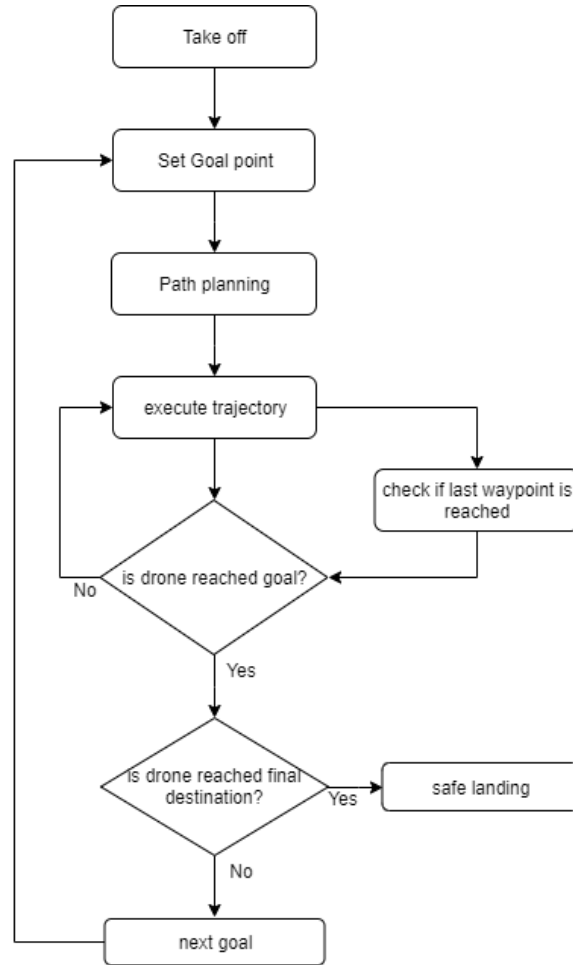 Take off
Set Goal point
Path planning
execute trajectory
check if last waypoint is
reached
is drone reached goal?
No
Yes
Is drone reached final
destination?
Yes
safe landing
No
next goal